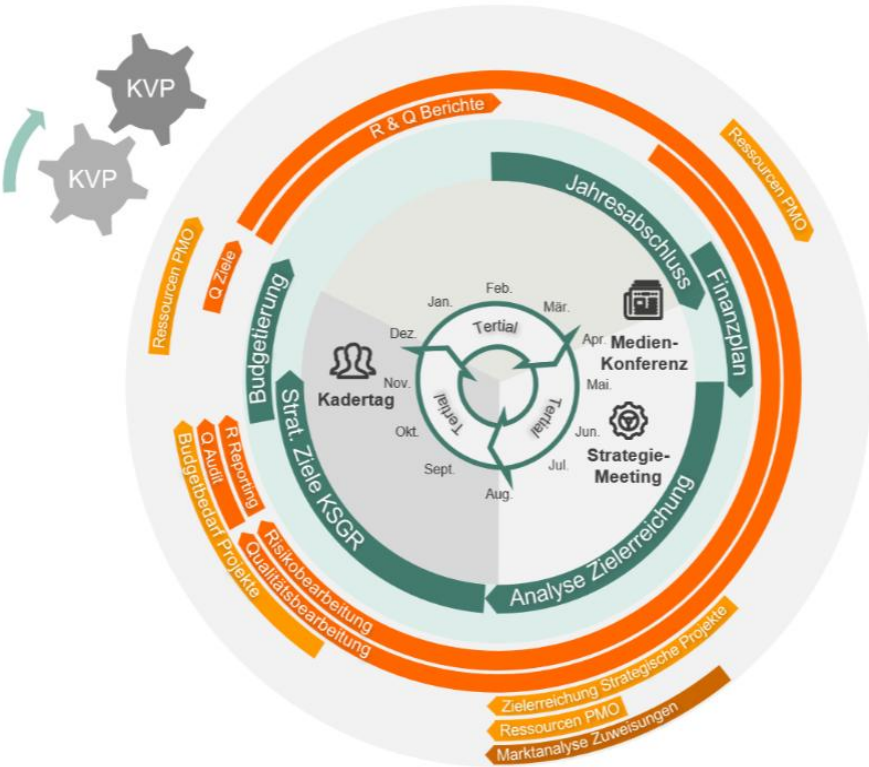 KVP
KVP
R & Q Berichte
Ressourcen PMO
Jahresabschluss
Finanzplan
Ressourcen PMO
Q Ziele
Budgetierung
Jan.
Feb.
Mär.
Apr.
Mai.
Jun.
Jul.
Aug.
Sept.
Okt.
Nov.
Dez.
Tertial
Tertial
Tertial
Medien-
Konferenz
Kadertag
Strategie-
Meeting
Strat. Ziele KSGR
Analyse Zielerreichung
R Reporting
Q Audit
Budgetbedarf Projekte
Risikobearbeitung
Qualitätsbearbeitung
Zielerreichung Strategische Projekte
Ressourcen PMO
Marktanalyse Zuweisungen